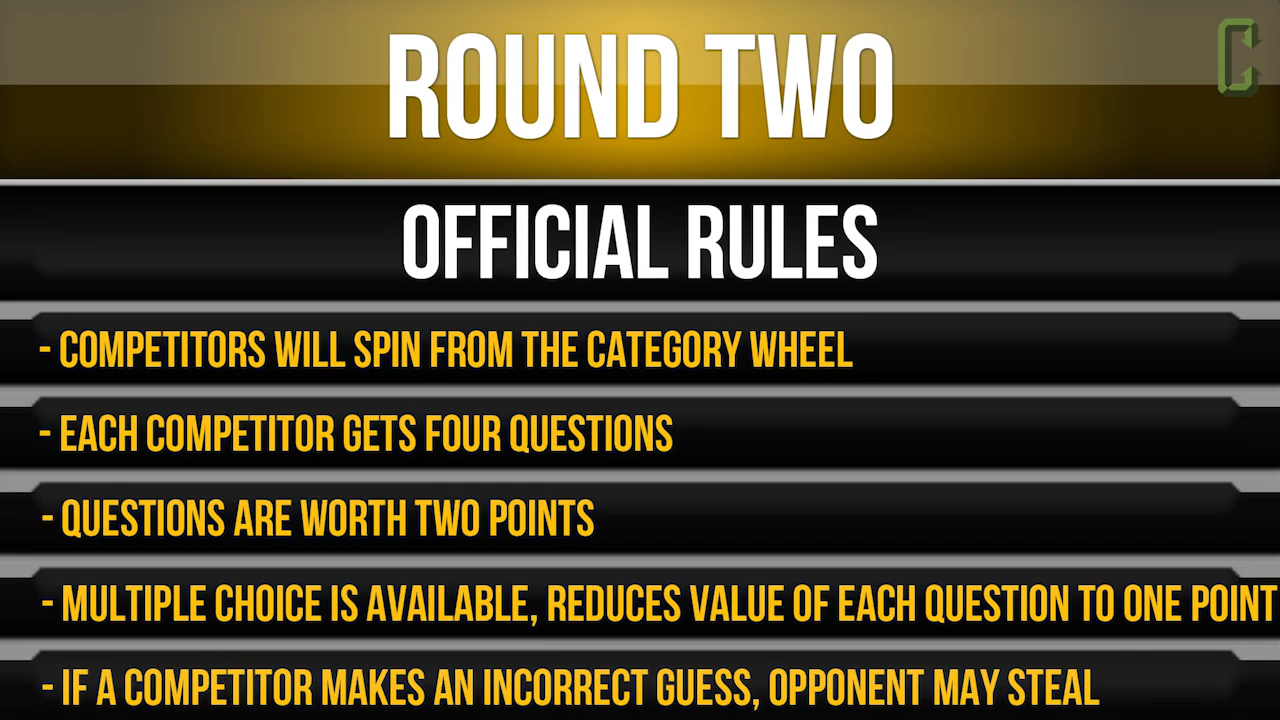 ROUND TWO
OFFICIAL RULES
- COMPETITORS WILL SPIN FROM THE CATEGORY WHEEL
- EACH COMPETITOR GETS FOUR QUESTIONS
- QUESTIONS ARE WORTH TWO POINTS
- MULTIPLE CHOICE IS AVAILABLE, REDUCES VALUE OF EACH QUESTION TO ONE POINT
- IF A COMPETITOR MAKES AN INCORRECT GUESS, OPPONENT MAY STEAL